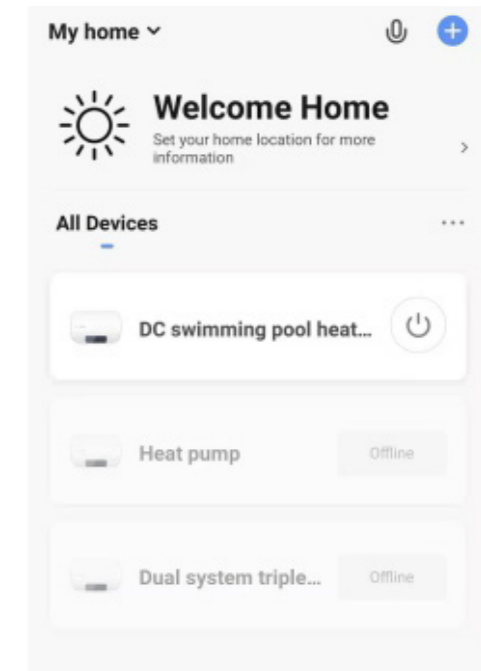 My home
Welcome Home
Set your home location for more
information
All Devices
DC swimming pool heat...
Heat pump
Offline
Dual system triple...
Offline